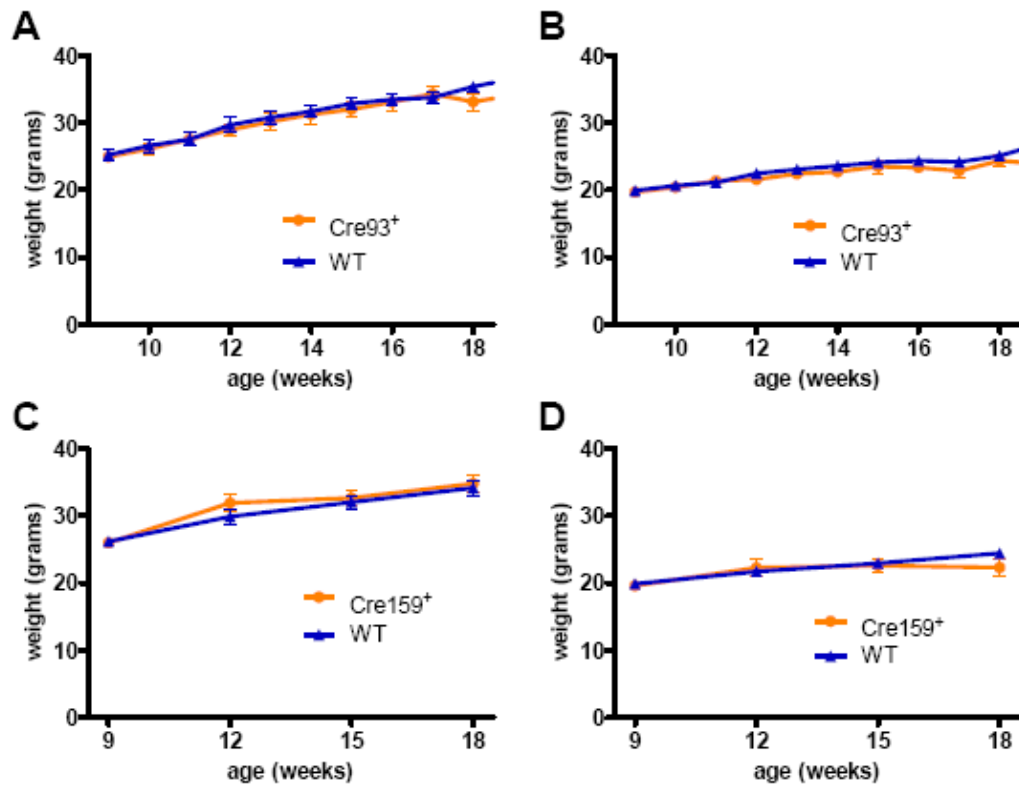 A
40
30
20
10
0
weight (grams)
Cre93+
WT
10 12 14 16 18
age (weeks)
B
40
30
20
10
0
weight (grams)
Cre93+
WT
10 12 14 16 18
age (weeks)
C
40
30
20
10
0
weight (grams)
Cre159+
WT
9 12 15 18
age (weeks)
D
40
30
20
10
0
weight (grams)
Cre159+
WT
9 12 15 18
age (weeks)